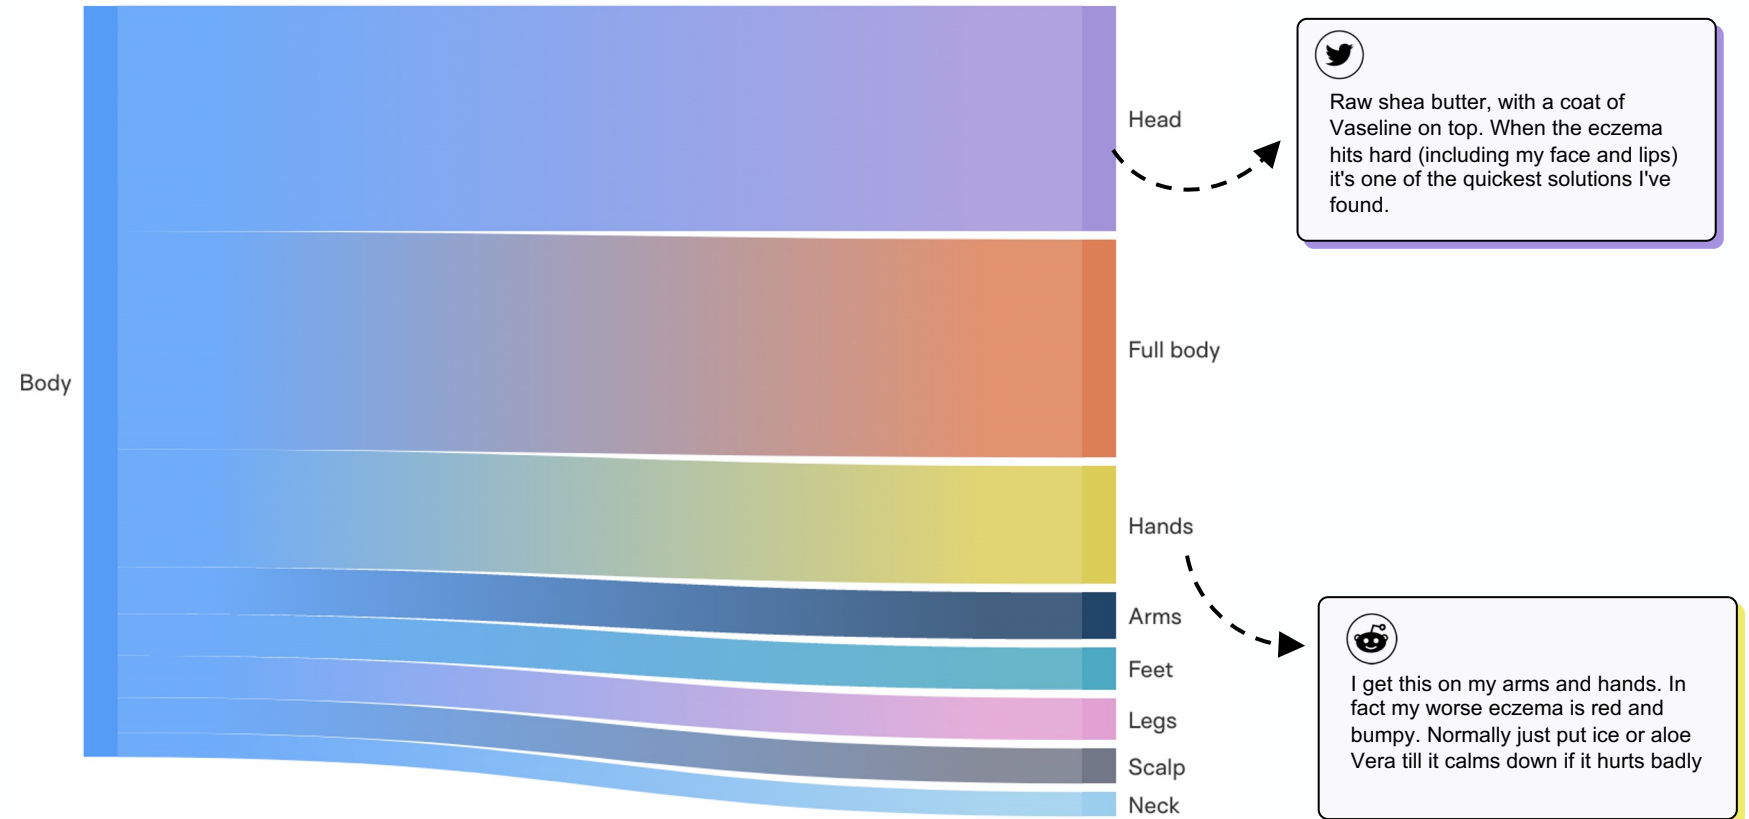 Body
Head
Full body
Hands
Arms
Feet
Legs
Scalp
Neck
Raw shea butter, with a coat of
Vaseline on top. When the eczema
hits hard (including my face and lips)
it's one of the quickest solutions I've
found.
I get this on my arms and hands. In
fact my worse eczema is red and
bumpy. Normally just put ice or aloe
Vera till it calms down if it hurts badly